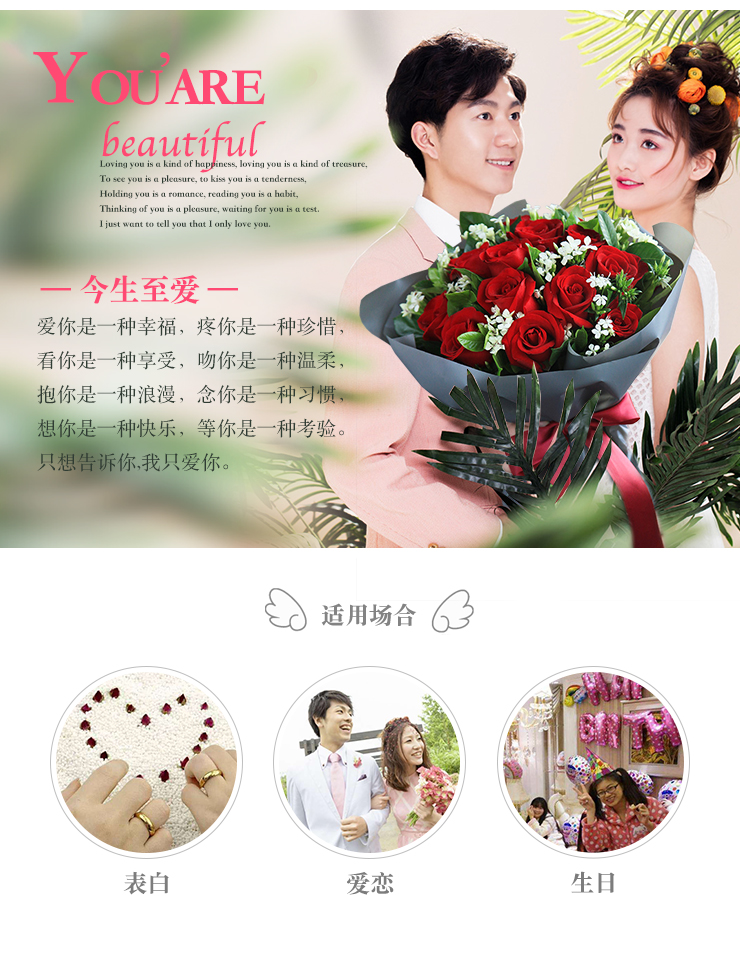 YOU'ARE
beautiful
Loving you is a kind of happiness, loving you is a kind of treasure,
To see you is a pleasure, to kiss you is a tenderness,
Holding you is a romance, reading you is a habit,
Thinking of you is a pleasure, waiting for you is a test.
I just want to tell you that I only love you.
今生至爱
爱你是一种幸福，疼你是一种珍惜，
看你是一种享受，吻你是一种温柔，
抱你是一种浪漫，念你是一种习惯，
想你是一种快乐，等你是一种考验。
只想告诉你,我只爱你。
适用场合
表白
爱恋
生日